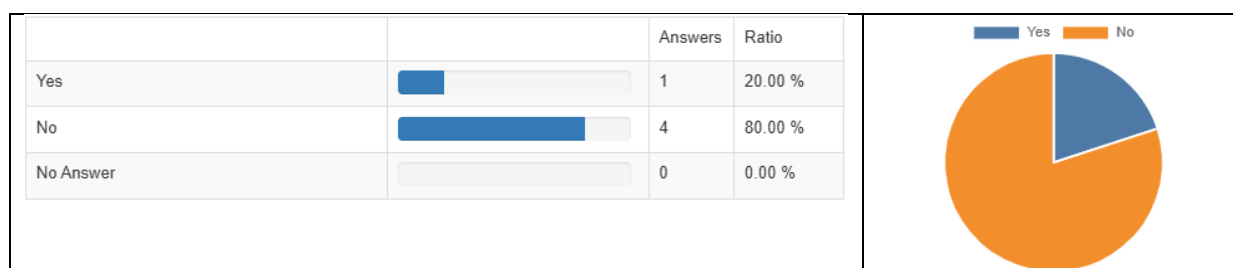 Answers Ratio
Yes 1 20.00 %
No 4 80.00 %
No Answer 0 0.00 %
Yes No